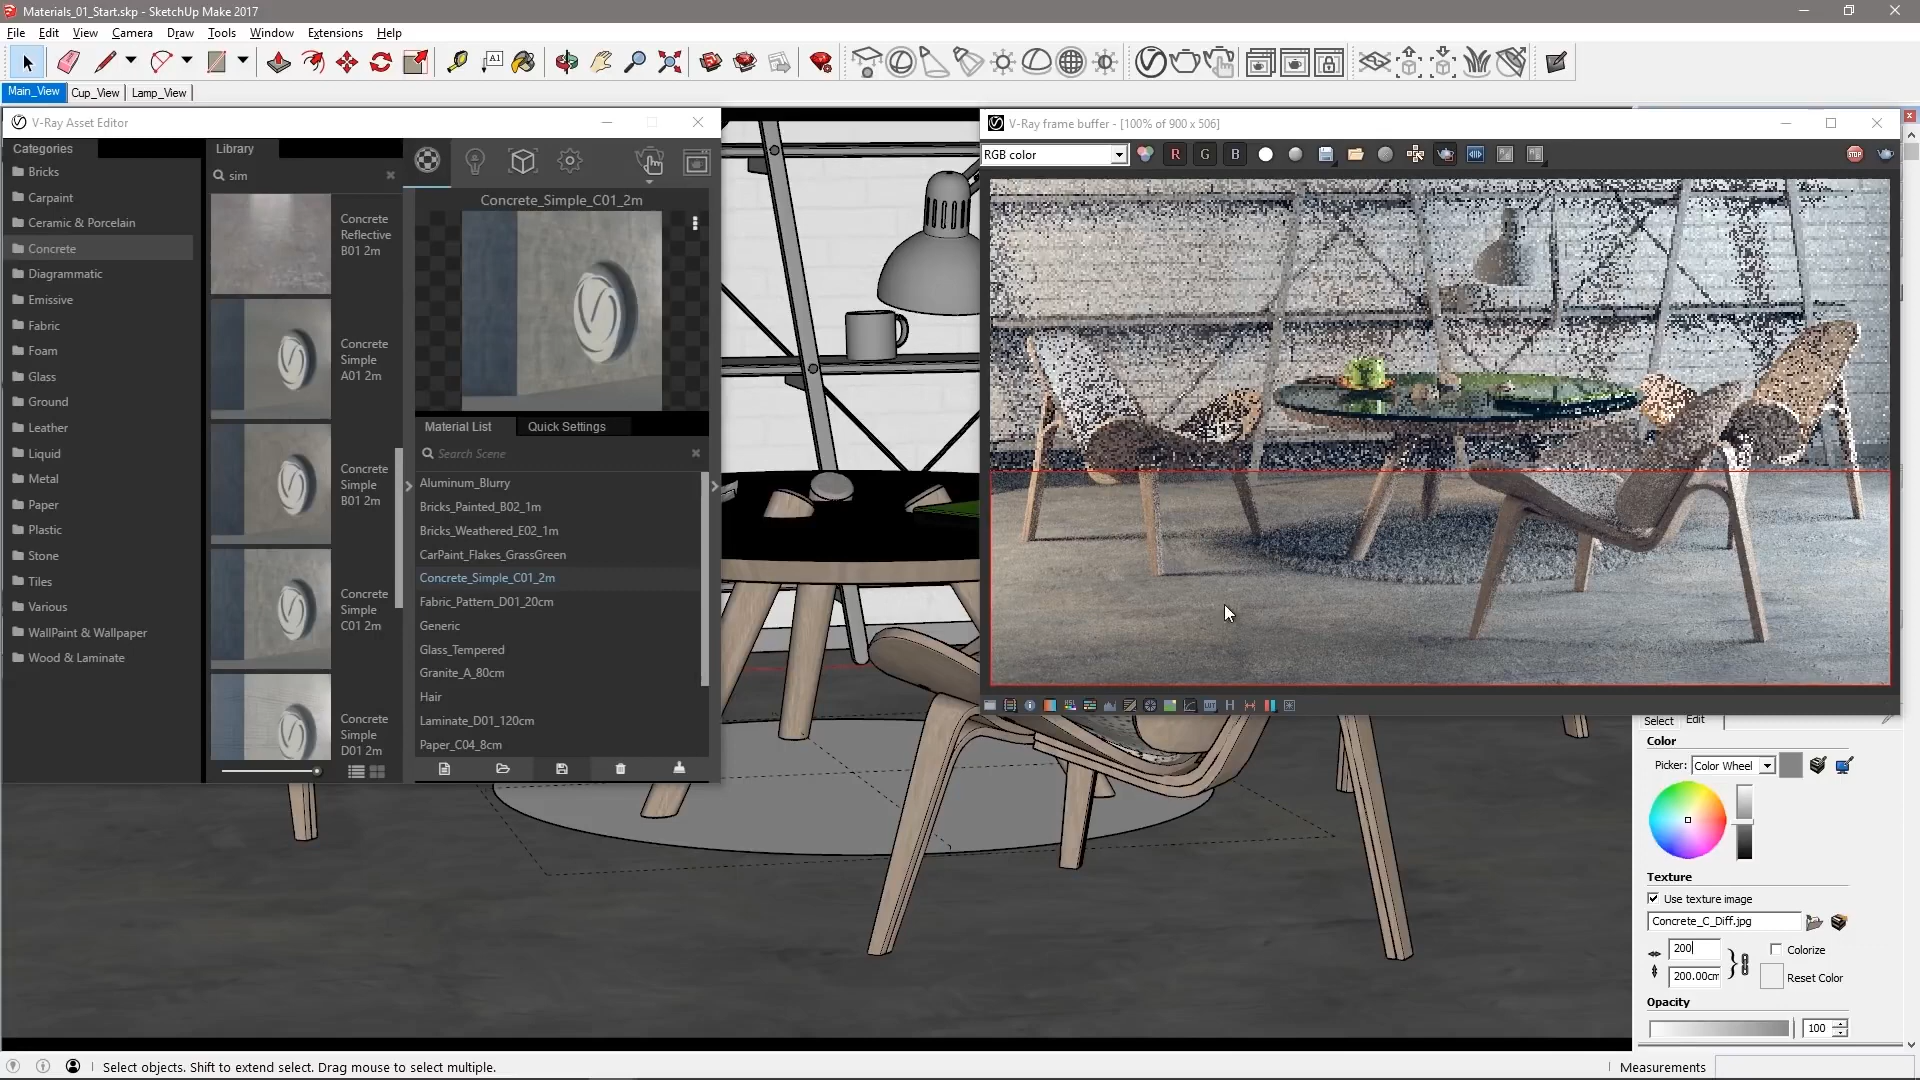 Materials_01_Start.skp - SketchUp Make 2017
File Edit View Camera Draw Tools Window Extensions Help
A1
Main_View Cup_View Lamp_View
V-Ray Asset Editor
Categories
Bricks
Carpaint
Ceramic & Porcelain
Concrete
Diagrammatic
Emissive
Fabric
Foam
Glass
Ground
Leather
Liquid
Metal
Paper
Plastic
Stone
Tiles
Various
WallPaint & Wallpaper
Wood & Laminate
Library
sim
Concrete
Reflective
B01 2m
Concrete
Simple
A01 2m
Concrete
Simple
B01 2m
Concrete
Simple
C01 2m
Concrete
Simple
D01 2m
Concrete_Simple_C01_2m
Material List Quick Settings
Search Scene
Aluminum_Blurry
Bricks_Painted_B02_1m
Bricks_Weathered_E02_1m
CarPaint_Flakes_GrassGreen
Concrete_Simple_C01_2m
Fabric_Pattern_D01_20cm
Generic
Glass_Tempered
Granite_A_80cm
Hair
Laminate_D01_120cm
Paper_C04_8cm
V-Ray frame buffer - [100% of 900 x 506]
RGB color R G B
STOP
Select Edit
Color
Picker: Color Wheel
Texture
Use texture image
Concrete_C_Diff.jpg
200 Colorize
200.00cm Reset Color
Opacity
100
Select objects. Shift to extend select. Drag mouse to select multiple.
Measurements